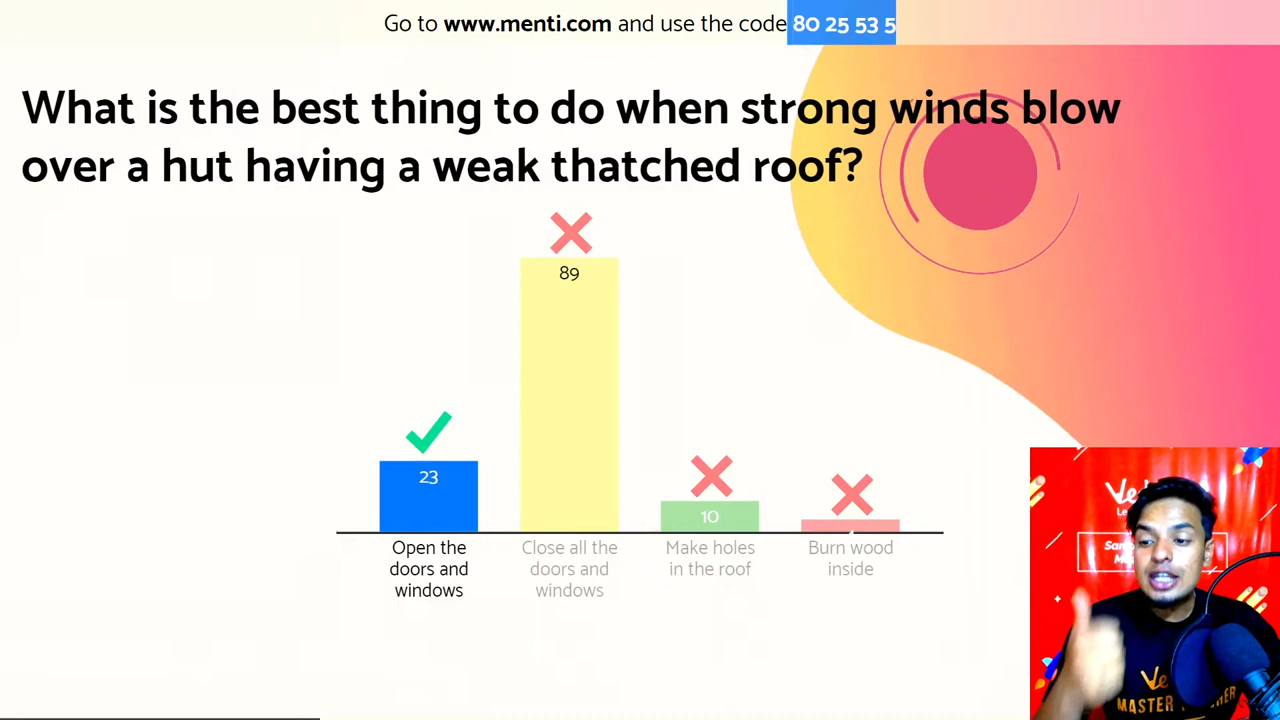 Go to www.menti.com and use the code 80 25 53 5
What is the best thing to do when strong winds blow
over a hut having a weak thatched roof?
89
23
10
Open the
doors and
windows
Close all the
doors and
windows
Make holes
in the roof
Burn wood
inside
MASTER